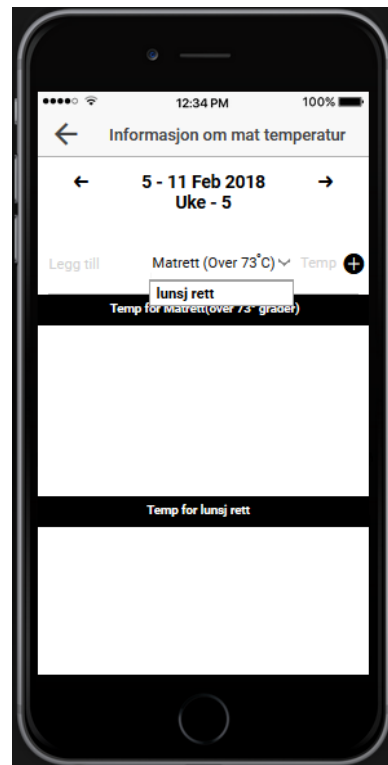 12:34 PM 100%
Informasjon om mat temperatur
5 - 11 Feb 2018
Uke - 5
Legg till Matrett (Over 73°C) Temp
lunsj rett
Temp for Matrett(over 73° grader)
Temp for lunsj rett